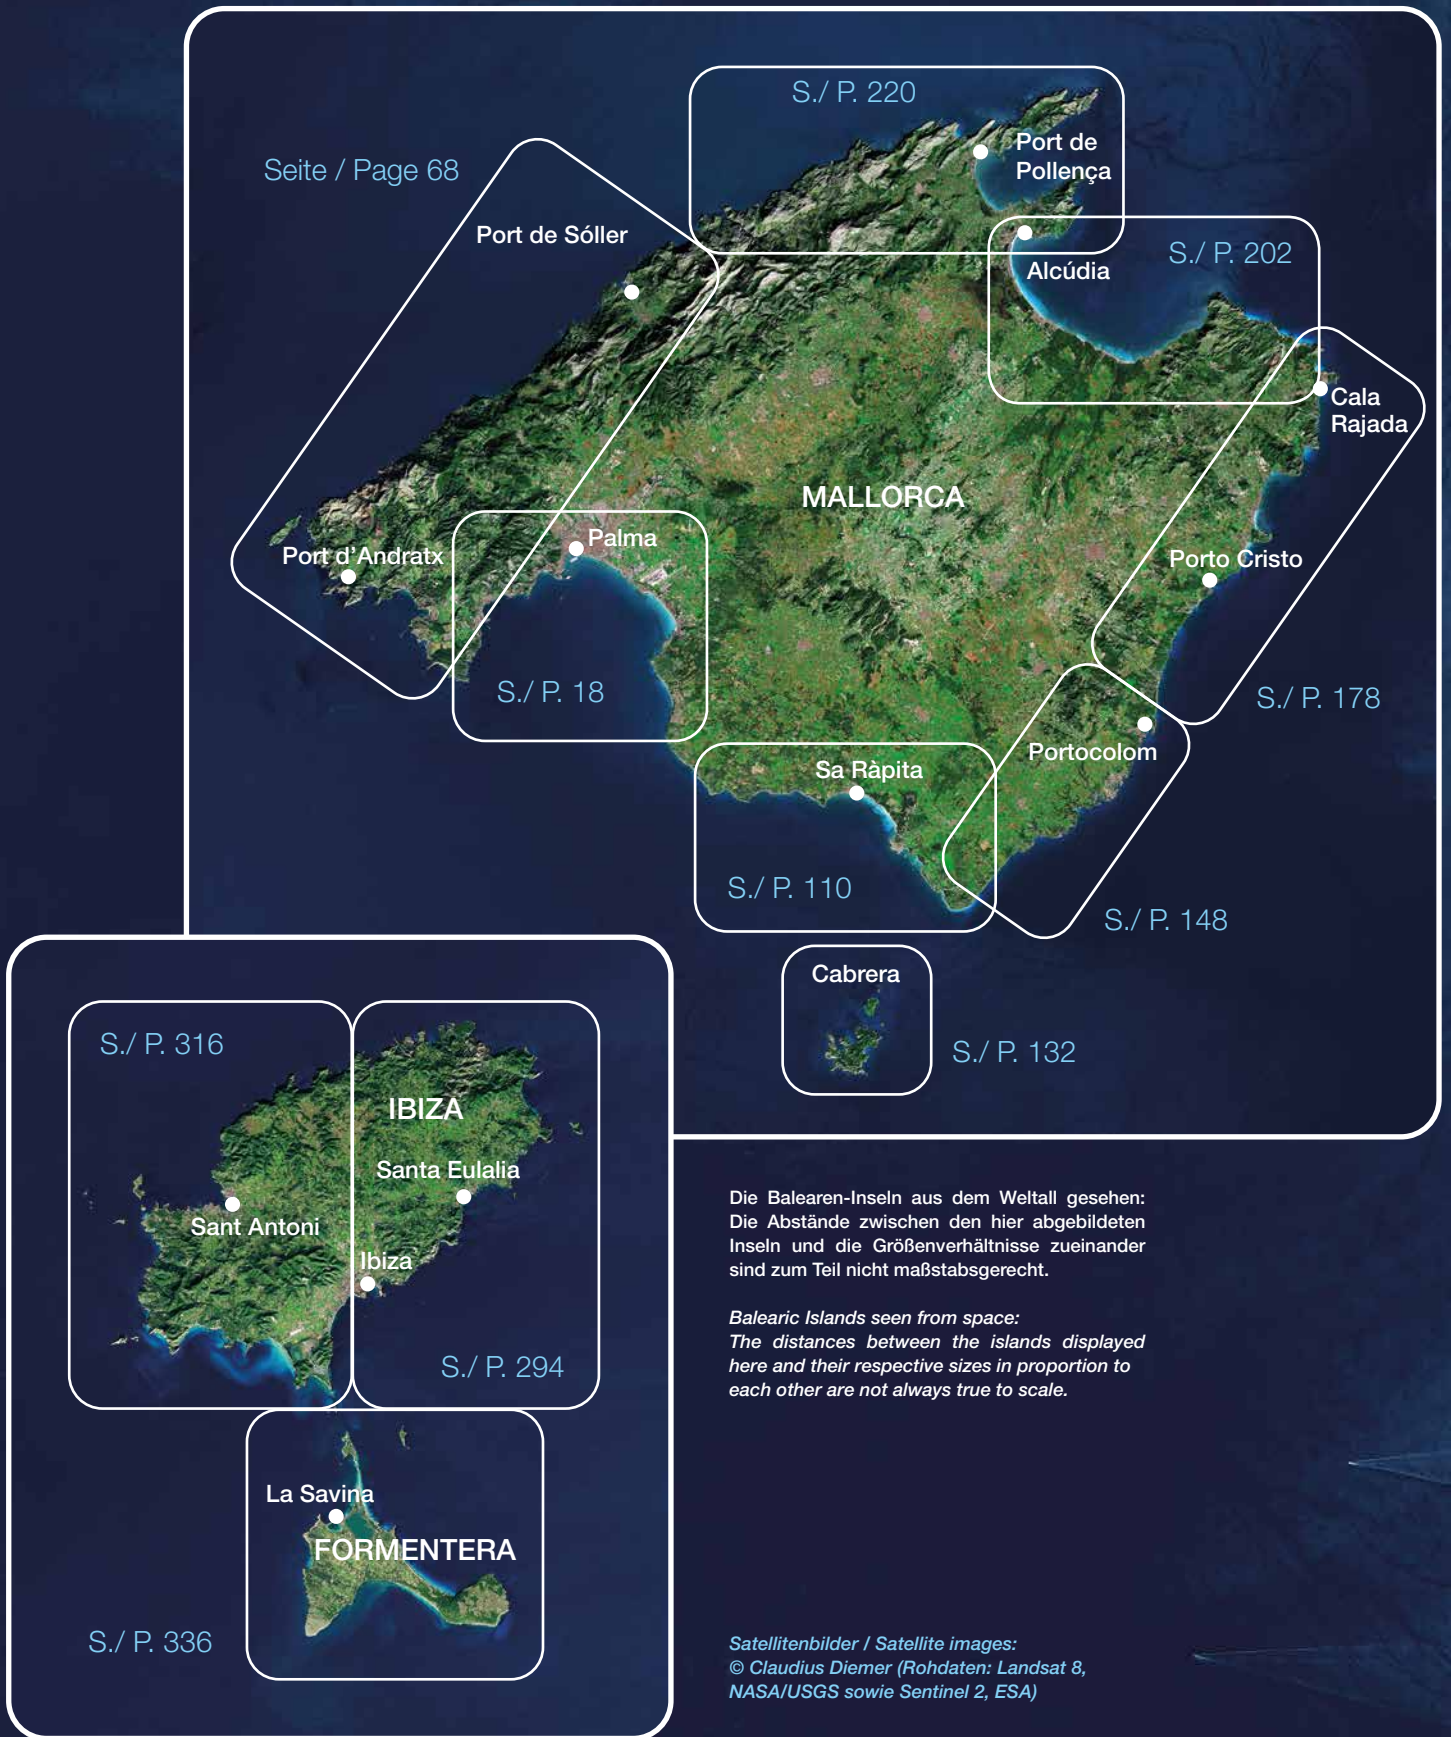 S./ P. 220
Port de
Pollença
Seite / Page 68
Port de Sóller
S./ P. 202
Alcúdia
Cala
Rajada
MALLORCA
Palma
Port d'Andratx
Porto Cristo
S./ P. 18
S./ P. 178
Portocolom
Sa Ràpita
S./ P. 110
S./ P. 148
Cabrera
S./ P. 132
S./ P. 316
IBIZA
Santa Eulalia
Sant Antoni
Ibiza
S./ P. 294
La Savina
FORMENTERA
S./ P. 336
Die Balearen-Inseln aus dem Weltall gesehen:
Die Abstände zwischen den hier abgebildeten
Inseln und die Größenverhältnisse zueinander
sind zum Teil nicht maßstabsgerecht.
Balearic Islands seen from space:
The distances between the islands displayed
here and their respective sizes in proportion to
each other are not always true to scale.
Satellitenbilder / Satellite images:
© Claudius Diemer (Rohdaten: Landsat 8,
NASA/USGS sowie Sentinel 2, ESA)